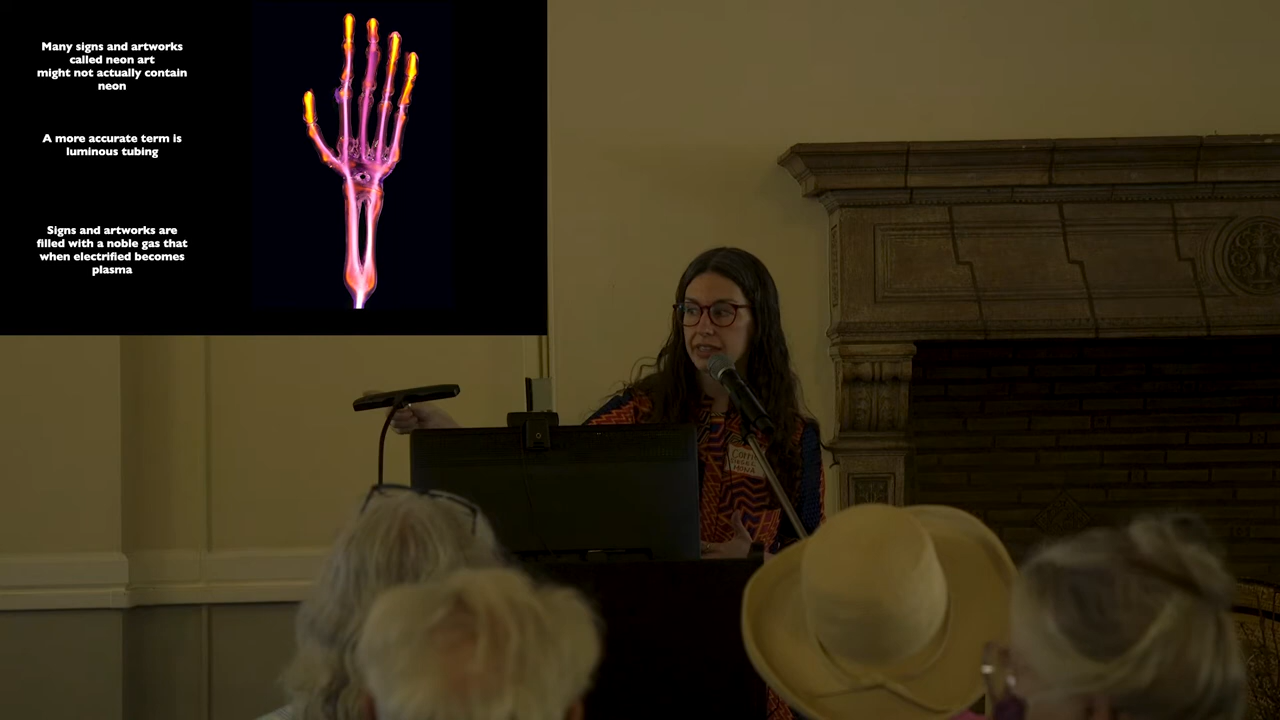 Many signs and artworks
called neon art
might not actually contain
neon
A more accurate term is
luminous tubing
Signs and artworks are
filled with a noble gas that
when electrified becomes
plasma
MONA